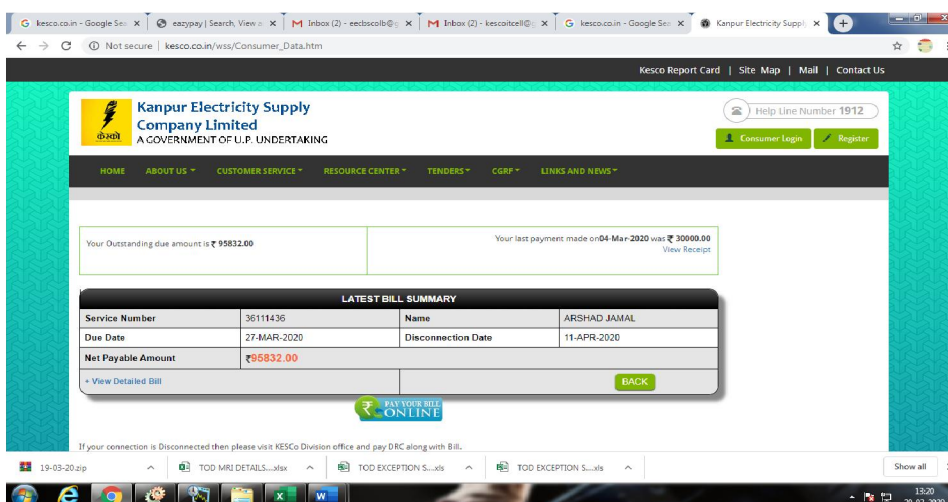 kesco.co.in - Google Sea
eazypay | Search, View a
Inbox (2) - eecbscolb@g
Inbox (2) - kescoitcell@
kesco.co.in - Google Sea
Kanpur Electricity Suppl
Not secure | kesco.co.in/wss/Consumer_Data.htm
Kesco Report Card | Site Map | Mail | Contact Us
केस्को
Kanpur Electricity Supply
Company Limited
A GOVERNMENT OF U.P. UNDERTAKING
Help Line Number 1912
Consumer Login Register
HOME ABOUT US CUSTOMER SERVICE RESOURCE CENTER TENDERS CGRF LINKS AND NEWS
Your Outstanding due amount is ₹ 95832.00
Your last payment made on04-Mar-2020 was ₹ 30000.00
View Receipt
LATEST BILL SUMMARY
Service Number 36111436 Name ARSHAD JAMAL
Due Date 27-MAR-2020 Disconnection Date 11-APR-2020
Net Payable Amount ₹95832.00
+ View Detailed Bill BACK
₹ PAY YOUR BILL
ONLINE
If your connection is Disconnected then please visit KESCo Division office and pay DRC along with Bill.
19-03-20.zip
TOD MRI DETAILS....xlsx
TOD EXCEPTION S....xls
TOD EXCEPTION S....xls
Show all
13:20